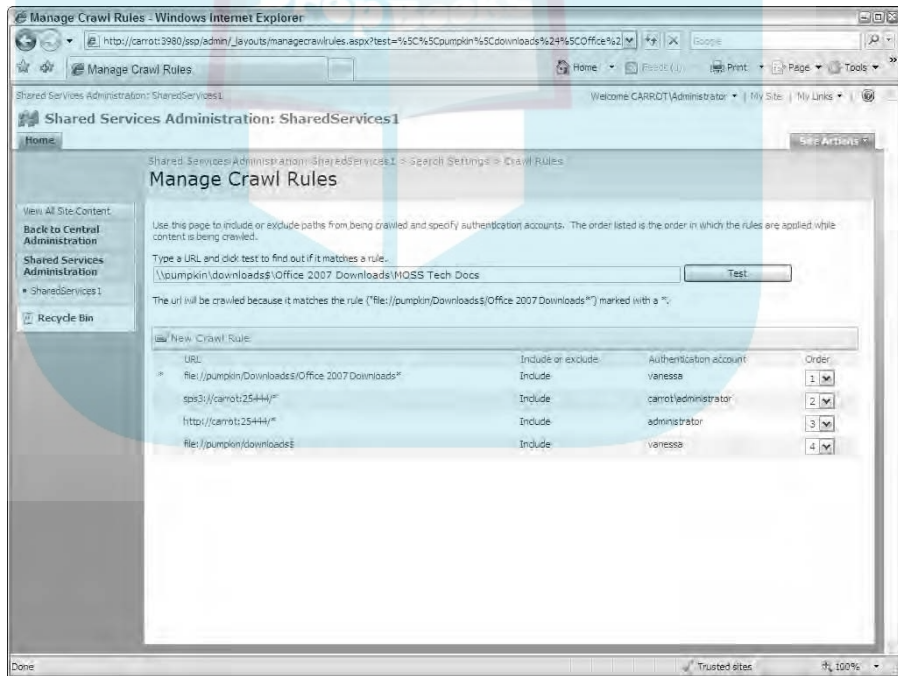 Manage Crawl Rules - Windows Internet Explorer
http://carrot:3980/ssp/admin/_layouts/managecrawlrules.aspx?test=%5C%5Cpumpkin%5Cdownloads%24%5COffice%2
Google
Manage Crawl Rules
Home
Print
Page
Tools
Shared Services Administration: SharedServices1
Welcome CARROT\Administrator
My Site
My Links
Shared Services Administration: SharedServices1
Home
Site Actions
Shared Services Administration: SharedServices1 > Search Settings > Crawl Rules
Manage Crawl Rules
View All Site Content
Back to Central
Administration
Shared Services
Administration
SharedServices1
Recycle Bin
Use this page to include or exclude paths from being crawled and specify authentication accounts. The order listed is the order in which the rules are applied while
content is being crawled.
Type a URL and click test to find out if it matches a rule.
\\pumpkin\downloads$\Office 2007 Downloads\MOSS Tech Docs
Test
The url will be crawled because it matches the rule {"file://pumpkin/Downloads$/Office 2007 Downloads*"} marked with a *.
New Crawl Rule
URL Include or exclude Authentication account Order
* file://pumpkin/Downloads$/Office 2007 Downloads* Include vanessa 1
sps3://carrot:25444/* Include carrot\administrator 2
http://carrot:25444/* Include administrator 3
file://pumpkin/downloads$ Include vanessa 4
Done
Trusted sites
100%